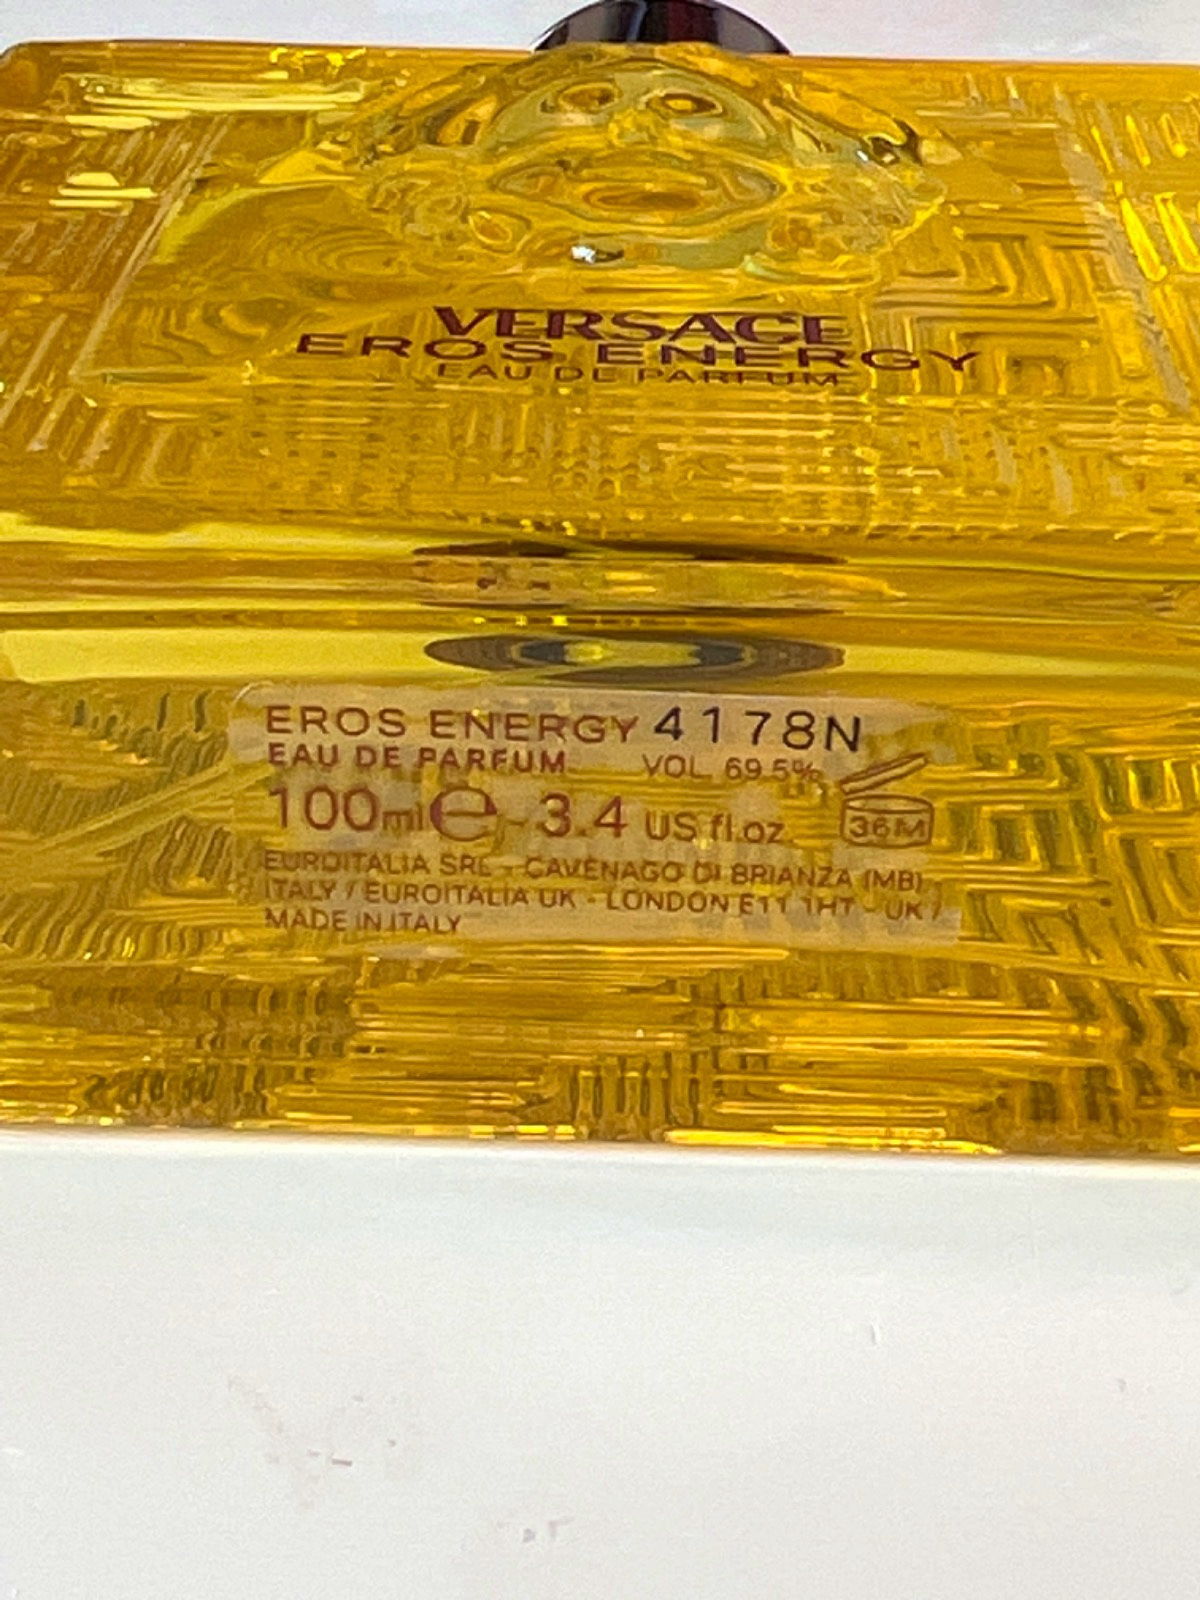 VERSACE
EROS ENERGY
EAU DE PARFUM
EROS ENERGY 4178N
EAU DE PARFUM VOL. 69.5%
100ml e - 3.4 US fl.oz. 36M
EUROITALIA SRL - CAVENAGO DI BRIANZA (MB),
ITALY / EUROITALIA UK - LONDON E11 1HT - UK /
MADE IN ITALY